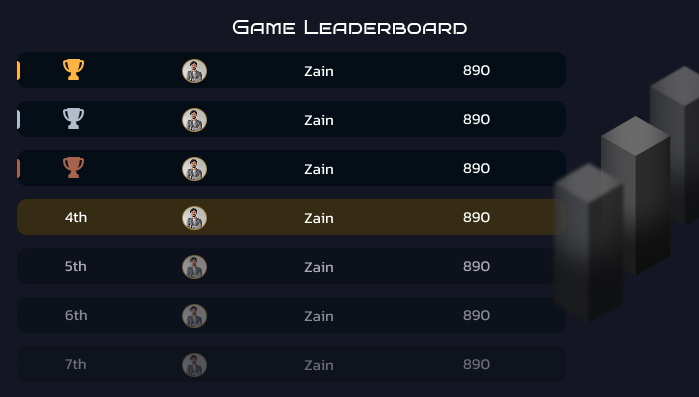 Game Leaderboard
Zain 890
Zain 890
Zain 890
4th Zain 890
5th Zain 890
6th Zain 890
7th Zain 890